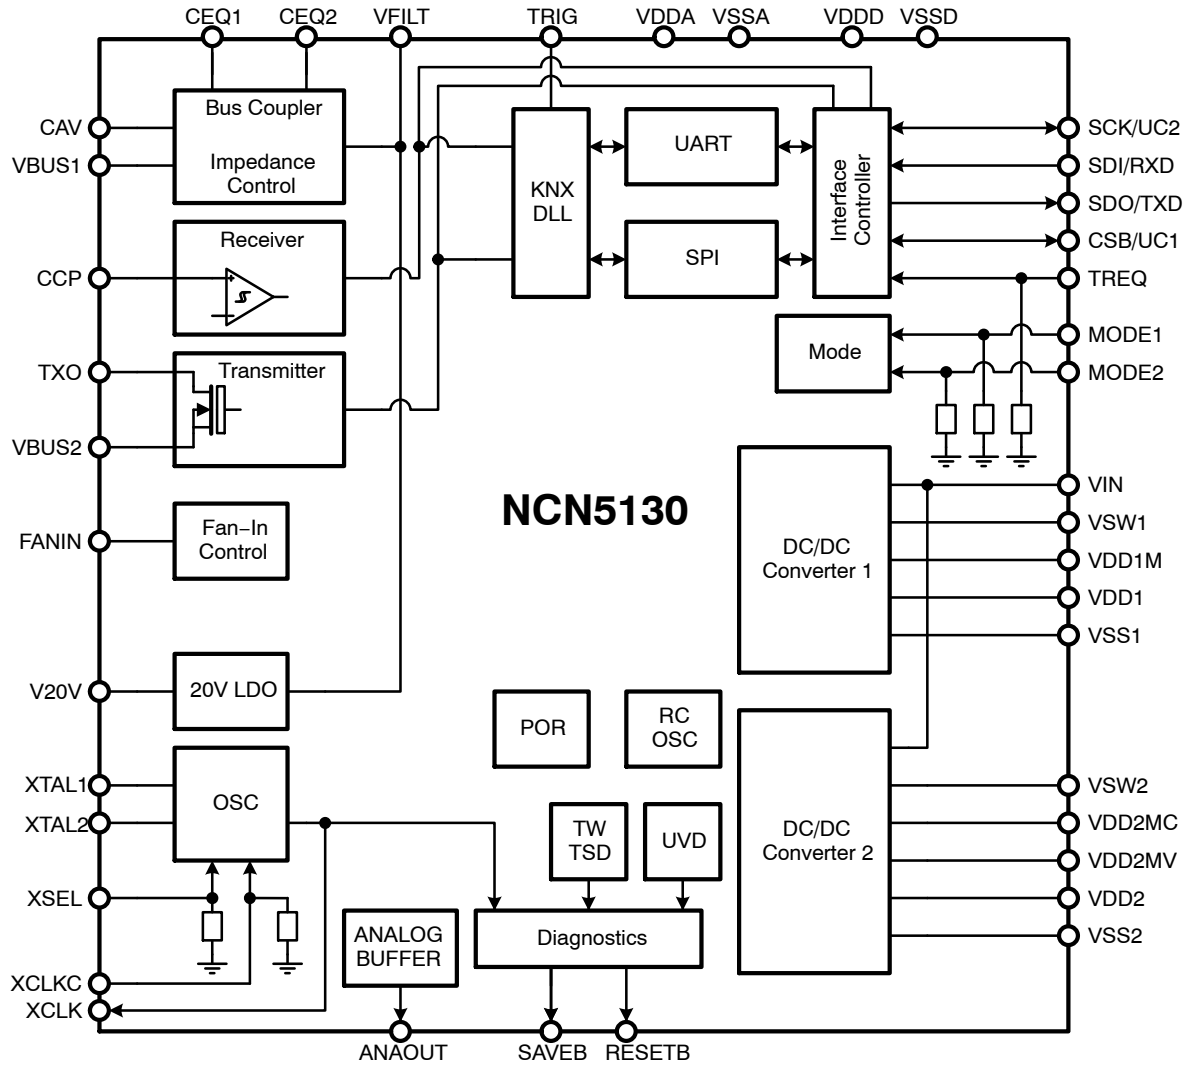 CEQ1 CEQ2 VFILT TRIG VDDA VSSA VDDD VSSD
CAV
VBUS1
CCP
TXO
VBUS2
FANIN
V20V
XTAL1
XTAL2
XSEL
XCLKC
XCLK
Bus Coupler
Impedance
Control
Receiver
+
Transmitter
Fan−In
Control
20V LDO
OSC
KNX
DLL
UART
SPI
Interface
Controller
Mode
NCN5130
DC/DC
Converter 1
POR
RC
OSC
TW
TSD
UVD
DC/DC
Converter 2
ANALOG
BUFFER
Diagnostics
SCK/UC2
SDI/RXD
SDO/TXD
CSB/UC1
TREQ
MODE1
MODE2
VIN
VSW1
VDD1M
VDD1
VSS1
VSW2
VDD2MC
VDD2MV
VDD2
VSS2
ANAOUT SAVEB RESETB